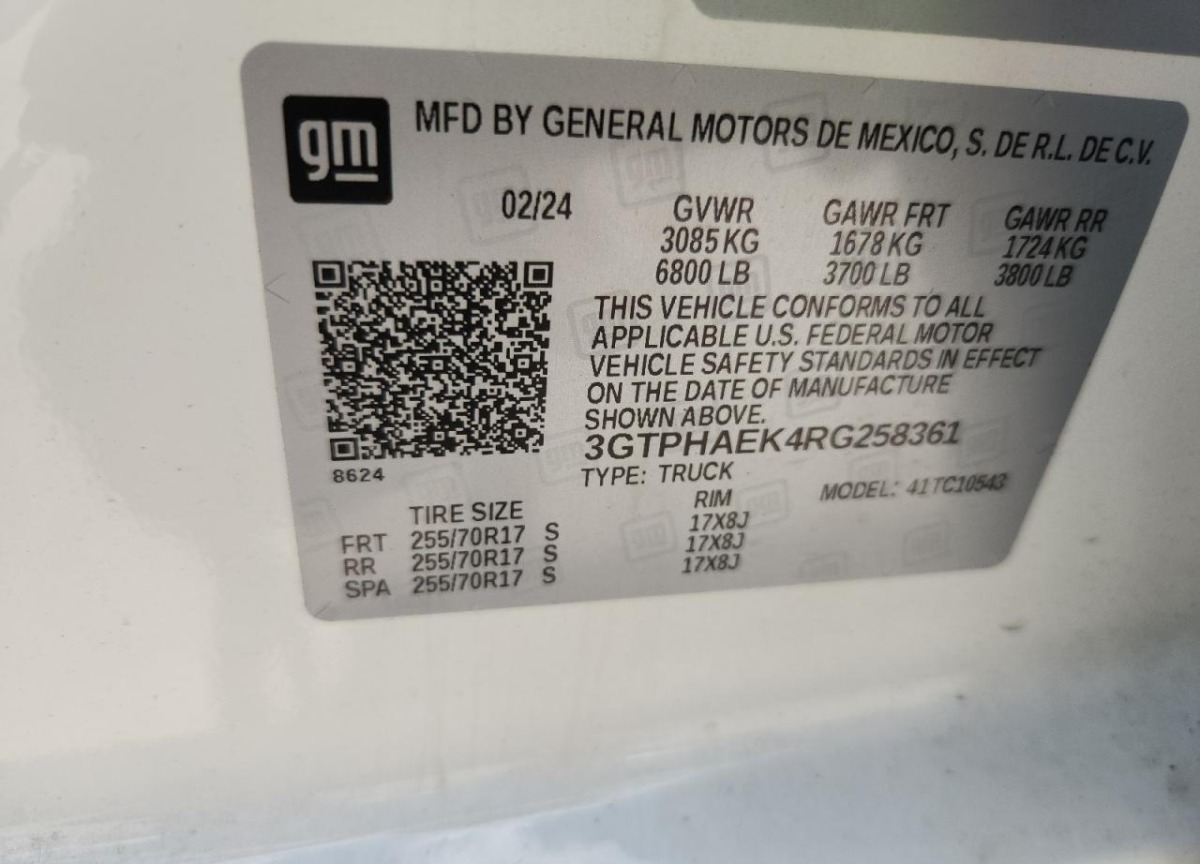 gm
MFD BY GENERAL MOTORS DE MEXICO, S. DE R.L. DE C.V.
02/24 GVWR GAWR FRT GAWR RR
3085 KG 1678 KG 1724 KG
6800 LB 3700 LB 3800 LB
THIS VEHICLE CONFORMS TO ALL
APPLICABLE U.S. FEDERAL MOTOR
VEHICLE SAFETY STANDARDS IN EFFECT
ON THE DATE OF MANUFACTURE
SHOWN ABOVE.
3GTPHAEK4RG258361
8624
TYPE: TRUCK MODEL: 41TC10543
TIRE SIZE RIM
FRT 255/70R17 S 17X8J
RR 255/70R17 S 17X8J
SPA 255/70R17 S 17X8J